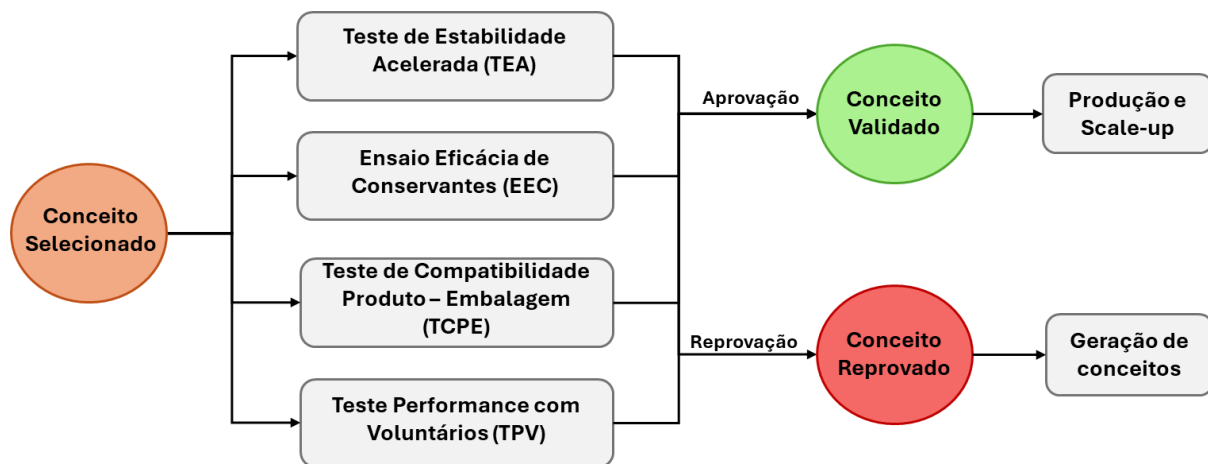 Conceito
Selecionado
Teste de Estabilidade
Acelerada (TEA)
Ensaio Eficácia de
Conservantes (EEC)
Teste de Compatibilidade
Produto – Embalagem
(TCPE)
Teste Performance com
Voluntários (TPV)
Aprovação
Conceito
Validado
Produção e
Scale-up
Reprovação
Conceito
Reprovado
Geração de
conceitos